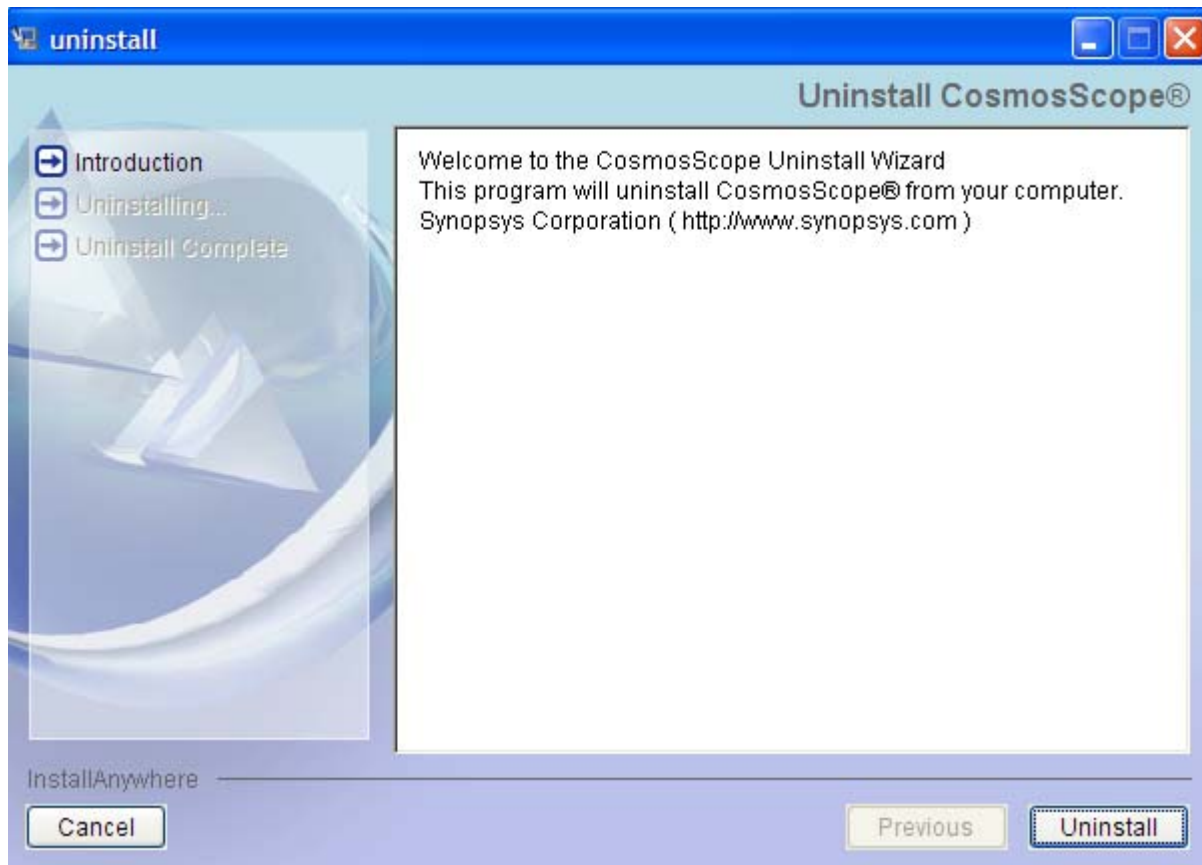 uninstall
Uninstall CosmosScope®
Introduction
Uninstalling...
Uninstall Complete
Welcome to the CosmosScope Uninstall Wizard
This program will uninstall CosmosScope® from your computer.
Synopsys Corporation ( http://www.synopsys.com )
InstallAnywhere
Cancel
Previous
Uninstall